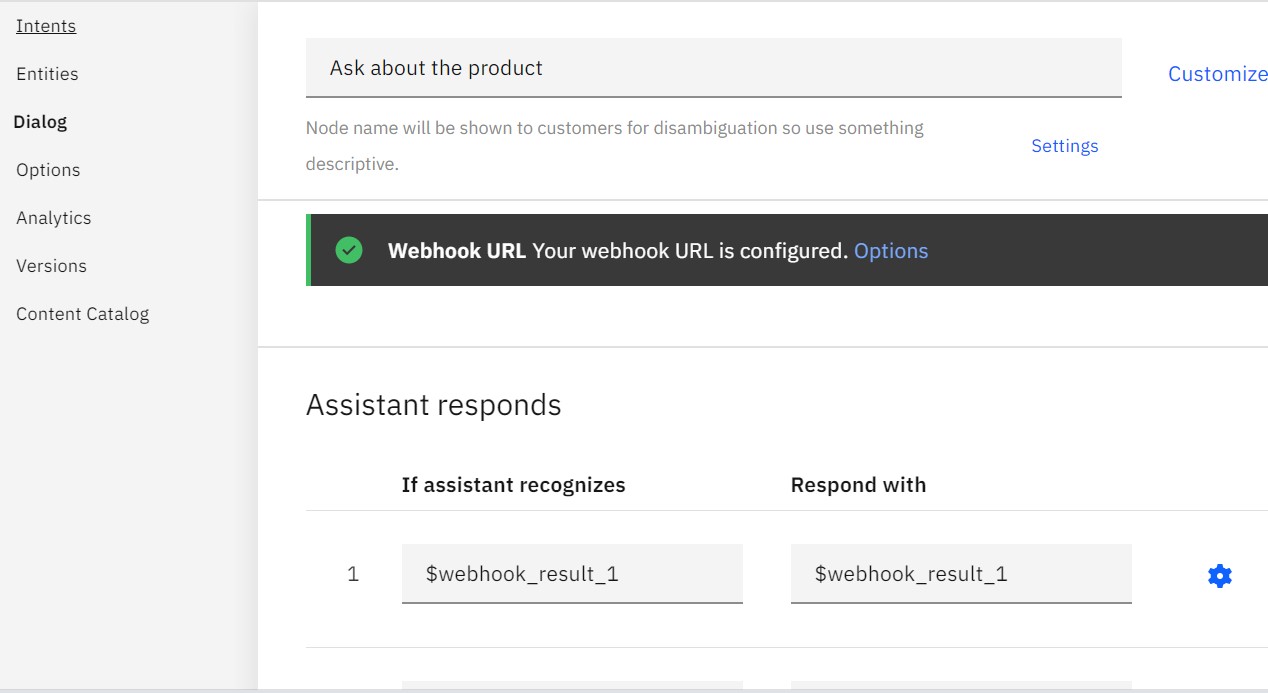 Intents
Entities
Dialog
Options
Analytics
Versions
Content Catalog
Ask about the product
Customize
Node name will be shown to customers for disambiguation so use something
descriptive.
Settings
Webhook URL Your webhook URL is configured. Options
Assistant responds
If assistant recognizes Respond with
1 $webhook_result_1 $webhook_result_1